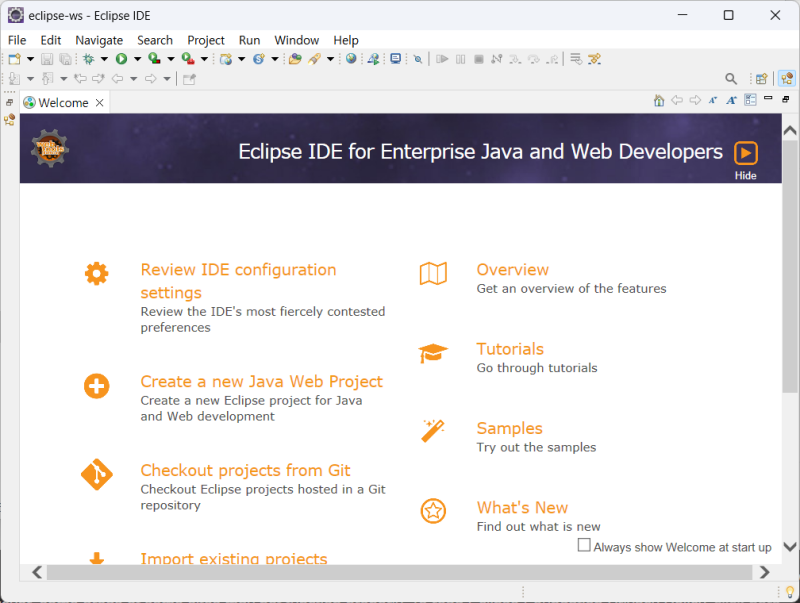 eclipse-ws - Eclipse IDE
File Edit Navigate Search Project Run Window Help
Welcome
Eclipse IDE for Enterprise Java and Web Developers
Hide
Review IDE configuration
settings
Review the IDE's most fiercely contested
preferences
Create a new Java Web Project
Create a new Eclipse project for Java
and Web development
Checkout projects from Git
Checkout Eclipse projects hosted in a Git
repository
Import existing projects
Overview
Get an overview of the features
Tutorials
Go through tutorials
Samples
Try out the samples
What's New
Find out what is new
Always show Welcome at start up